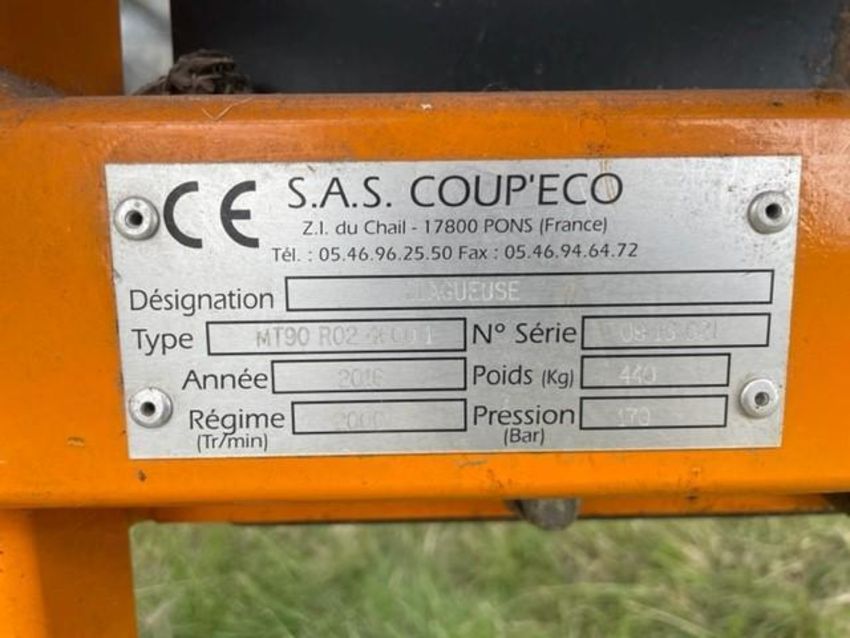 CE S.A.S. COUP'ECO
Z.I. du Chail - 17800 PONS (France)
Tél. : 05.46.96.25.50 Fax : 05.46.94.64.72
Désignation
Type MT90 R02 N° Série
Année 2016 Poids (Kg) 440
Régime (Tr/min) 2000 Pression (Bar) 170